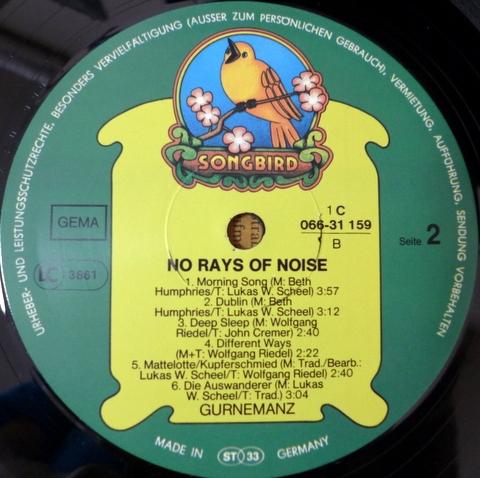 URHEBER- UND LEISTUNGSSCHUTZRECHTE, BESONDERS VERVIELFÄLTIGUNG (AUSSER ZUM PERSÖNLICHEN GEBRAUCH), VERMIETUNG, AUFFÜHRUNG, SENDUNG VORBEHALTEN
SONGBIRD
GEMA
LC 3861
1 C
066-31 159
B
Seite 2
NO RAYS OF NOISE
1. Morning Song (M: Beth
Humphries/T: Lukas W. Scheel) 3:57
2. Dublin (M: Beth
Humphries/T: Lukas W. Scheel) 3:12
3. Deep Sleep (M: Wolfgang
Riedel/T: John Cremer) 2:40
4. Different Ways
(M+T: Wolfgang Riedel) 2:22
5. Mattelotte/Kupferschmied (M: Trad./Bearb.:
Lukas W. Scheel/T: Wolfgang Riedel) 2:40
6. Die Auswanderer (M: Lukas
W. Scheel/T: Trad.) 3:04
GURNEMANZ
MADE IN ST 33 GERMANY